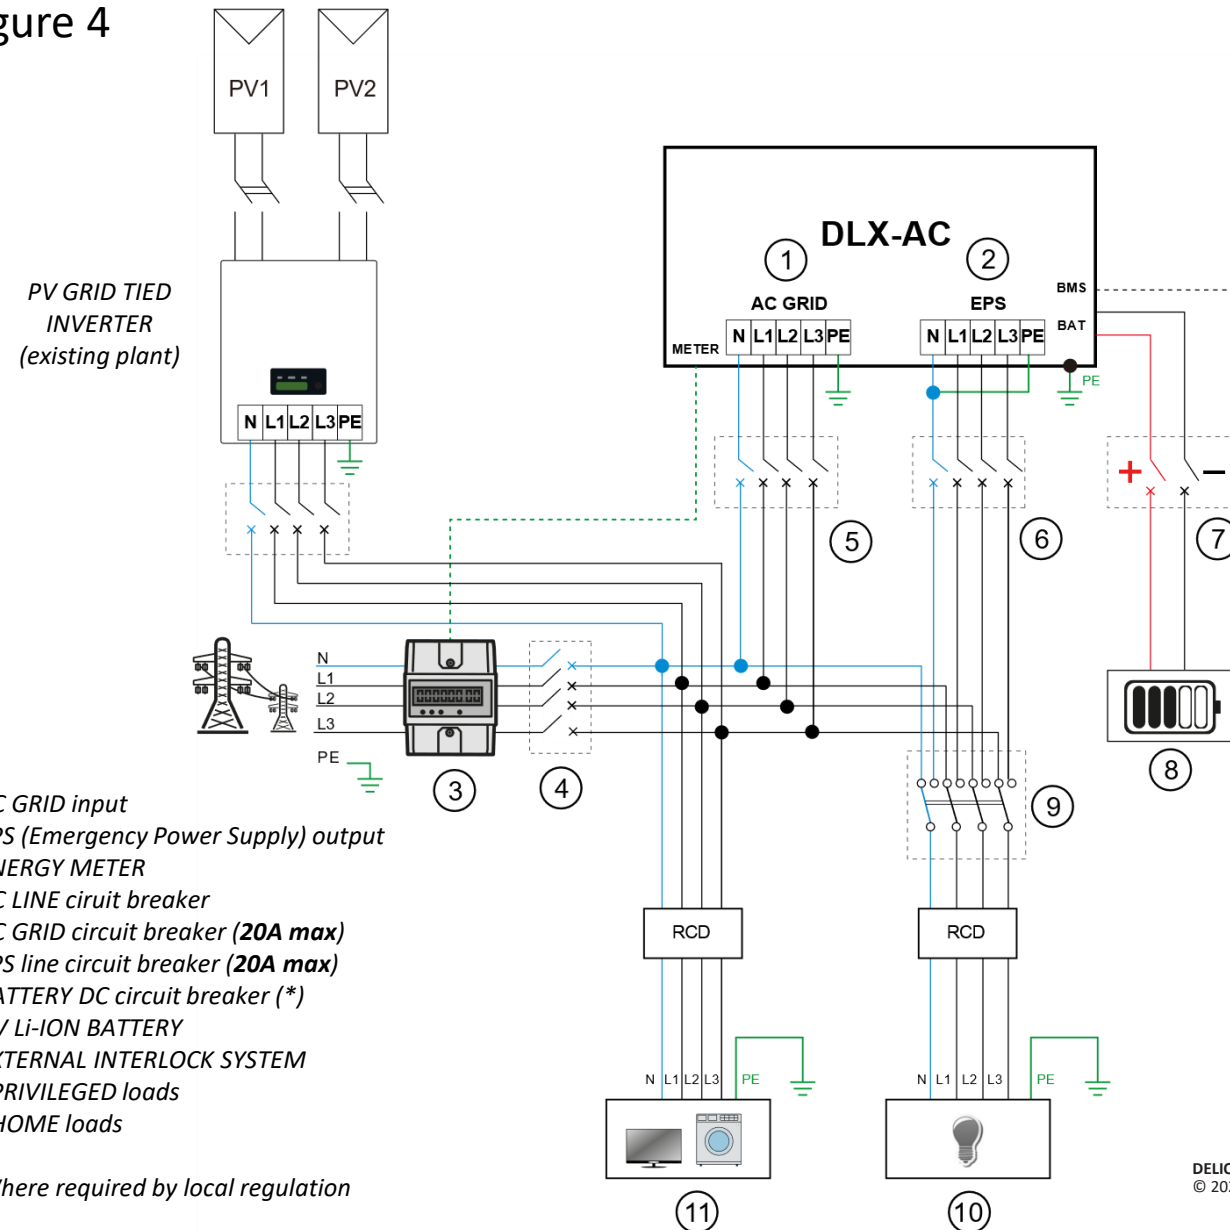 gure 4
PV1
PV2
PV GRID TIED
INVERTER
(existing plant)
N L1 L2 L3 PE
DLX-AC
1
2
AC GRID
EPS
BMS
BAT
METER
N L1 L2 L3 PE
N L1 L2 L3 PE
PE
+
−
5
6
7
N
L1
L2
L3
PE
3
4
8
9
C GRID input
PS (Emergency Power Supply) output
NERGY METER
C LINE ciruit breaker
C GRID circuit breaker (20A max)
PS line circuit breaker (20A max)
ATTERY DC circuit breaker (*)
V Li-ION BATTERY
XTERNAL INTERLOCK SYSTEM
PRIVILEGED loads
HOME loads
here required by local regulation
RCD
RCD
N L1 L2 L3 PE
N L1 L2 L3 PE
11
10
DELIO
© 202